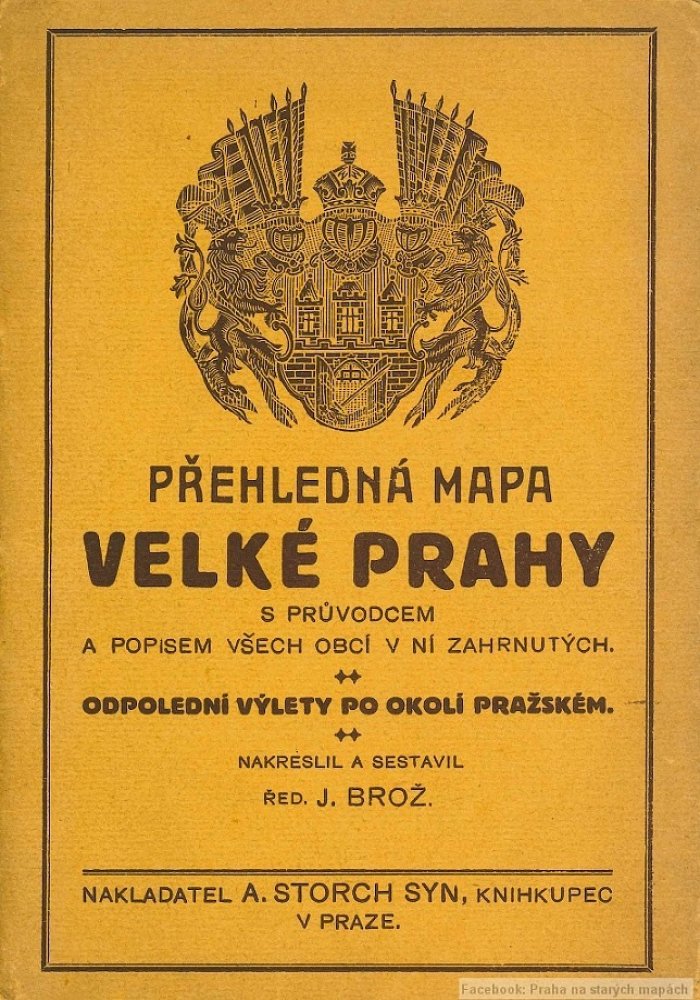 PŘEHLEDNÁ MAPA
VELKÉ PRAHY
S PRŮVODCEM
A POPISEM VŠECH OBCÍ V NÍ ZAHRNUTÝCH.
ODPOLEDNÍ VÝLETY PO OKOLÍ PRAŽSKÉM.
NAKRESLIL A SESTAVIL
ŘED. J. BROŽ.
NAKLADATEL A. STORCH SYN, KNIHKUPEC
V PRAZE.
Facebook: Praha na starých mapách